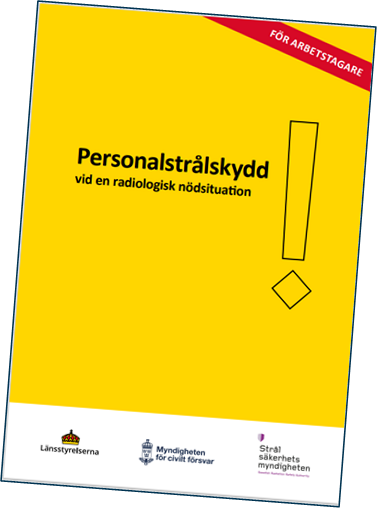 FÖR ARBETSTAGARE
Personalstrålskydd
vid en radiologisk nödsituation
Länsstyrelserna
Myndigheten
för civilt försvar
Strål
säkerhets
myndigheten